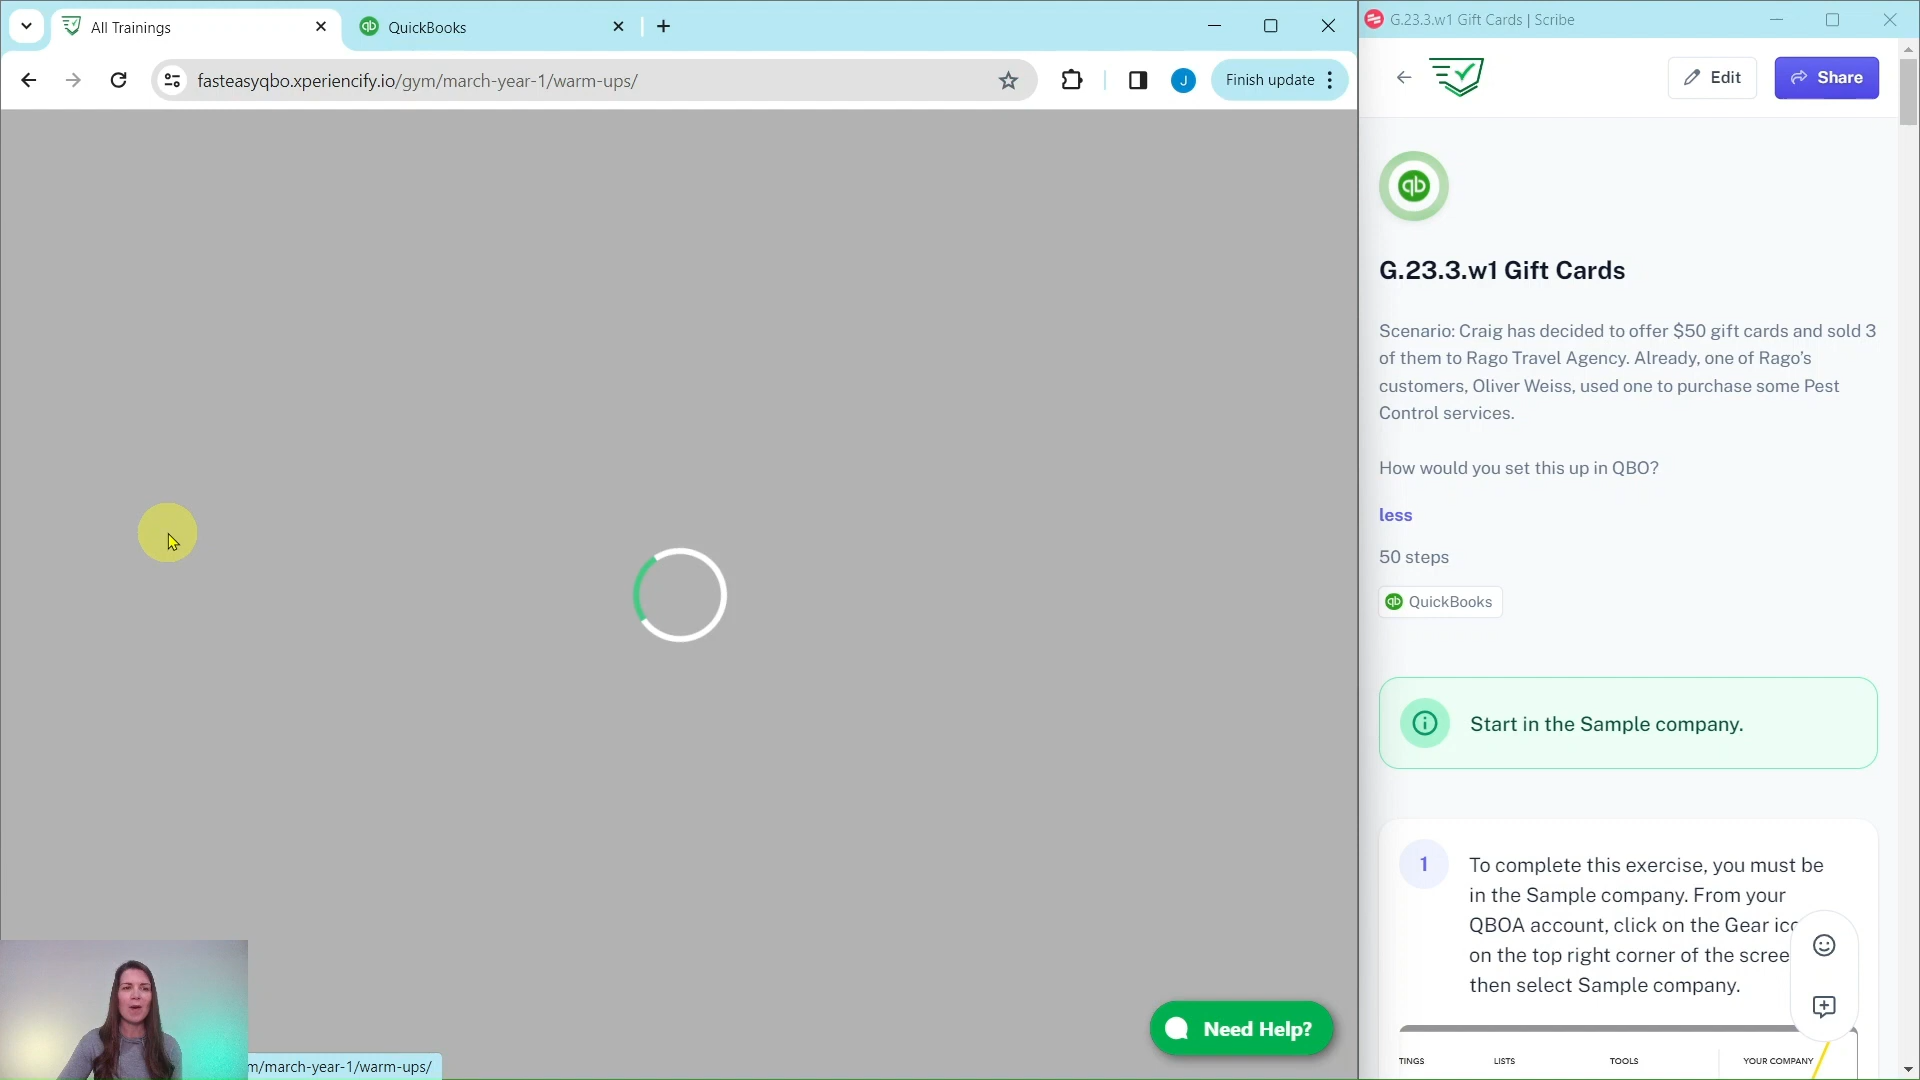 All Trainings
qb QuickBooks
fasteasyqbo.xperiencify.io/gym/march-year-1/warm-ups/
J
Finish update
Need Help?
m/march-year-1/warm-ups/
G.23.3.w1 Gift Cards | Scribe
Edit
Share
qb
G.23.3.w1 Gift Cards
Scenario: Craig has decided to offer $50 gift cards and sold 3
of them to Rago Travel Agency. Already, one of Rago's
customers, Oliver Weiss, used one to purchase some Pest
Control services.
How would you set this up in QBO?
less
50 steps
qb QuickBooks
Start in the Sample company.
1
To complete this exercise, you must be
in the Sample company. From your
QBOA account, click on the Gear ico
on the top right corner of the scree
then select Sample company.
TINGS LISTS TOOLS YOUR COMPANY